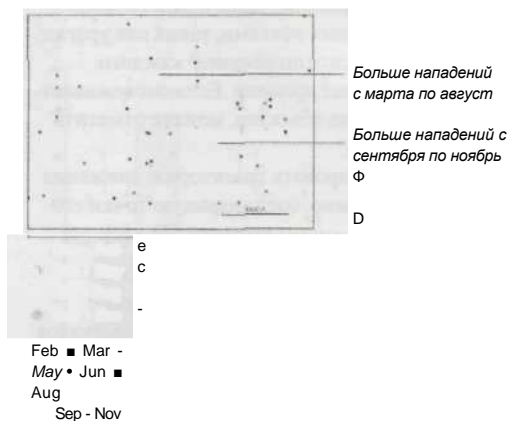 Больше нападений
с марта по август
Больше нападений с
сентября по ноябрь
Ф
D
е
с
-
Feb ■ Mar -
May • Jun ■
Aug
Sep - Nov